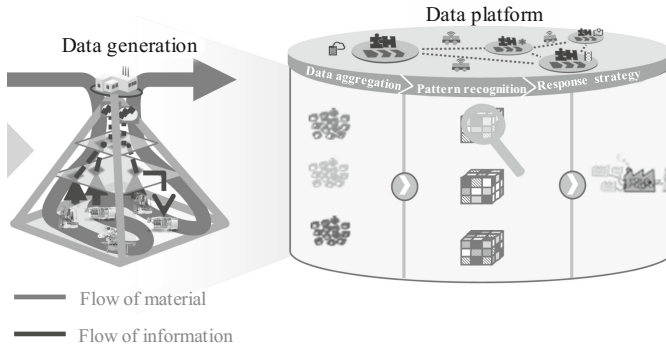 Data platform
Data generation
Data aggregation
Pattern recognition
Response strategy
Flow of material
Flow of information